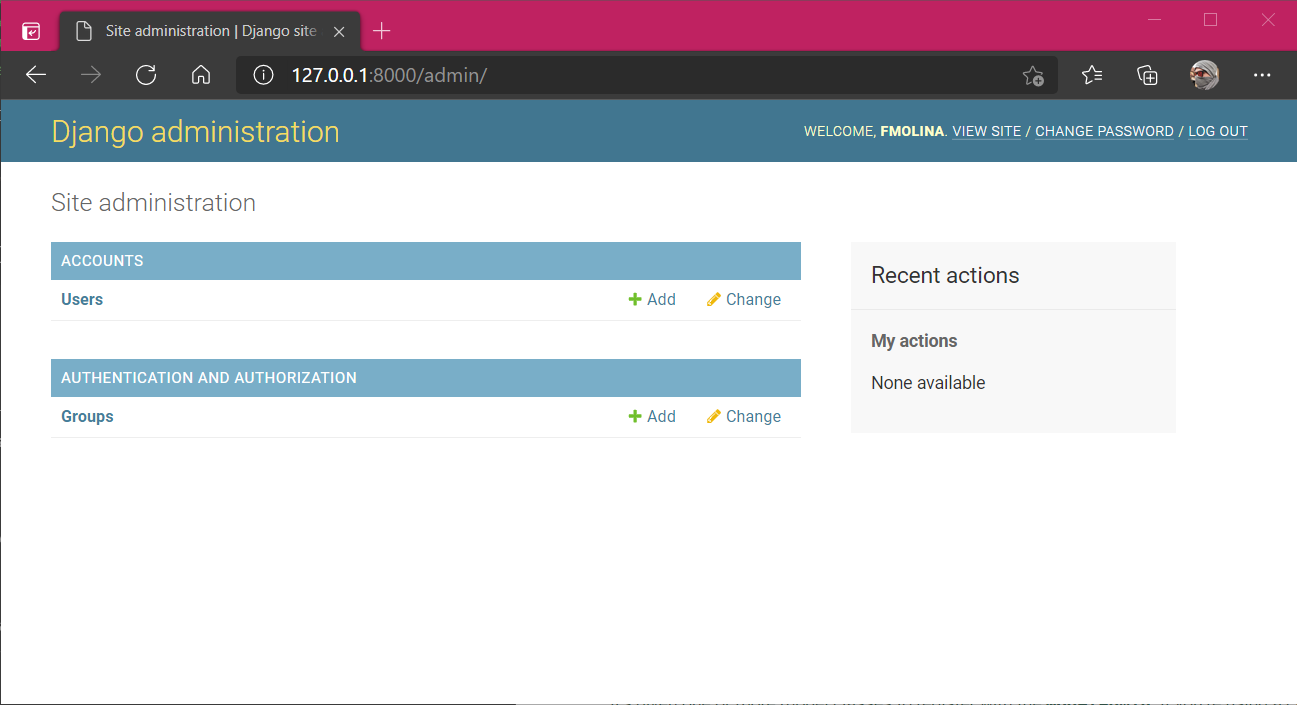 Site administration | Django site
127.0.0.1:8000/admin/
Django administration
WELCOME, FMOLINA. VIEW SITE / CHANGE PASSWORD / LOG OUT
Site administration
ACCOUNTS
Users
Add
Change
AUTHENTICATION AND AUTHORIZATION
Groups
Add
Change
Recent actions
My actions
None available